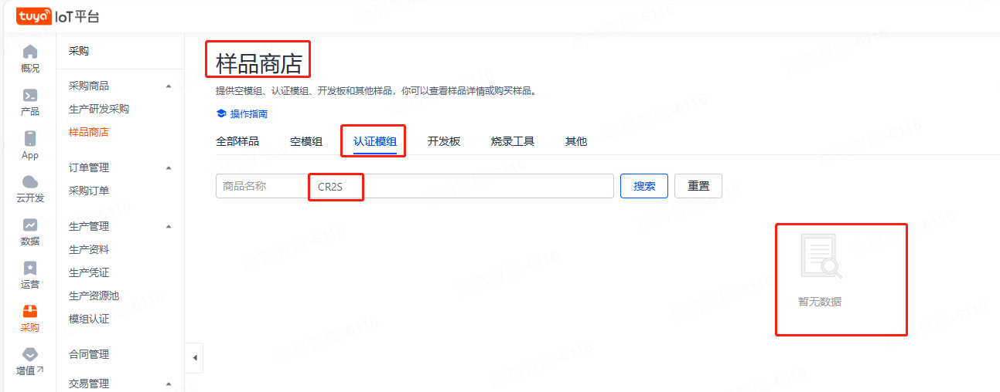 tuya IoT平台
概况
产品
App
云开发
数据
运营
采购
增值
采购
采购商品
生产研发采购
样品商店
订单管理
采购订单
生产管理
生产资料
生产凭证
生产资源池
模组认证
合同管理
交易管理
样品商店
提供空模组、认证模组、开发板和其他样品，你可以查看样品详情或购买样品。
操作指南
全部样品 空模组 认证模组 开发板 烧录工具 其他
商品名称 CR2S 搜索 重置
暂无数据
涂鸦智能-6116